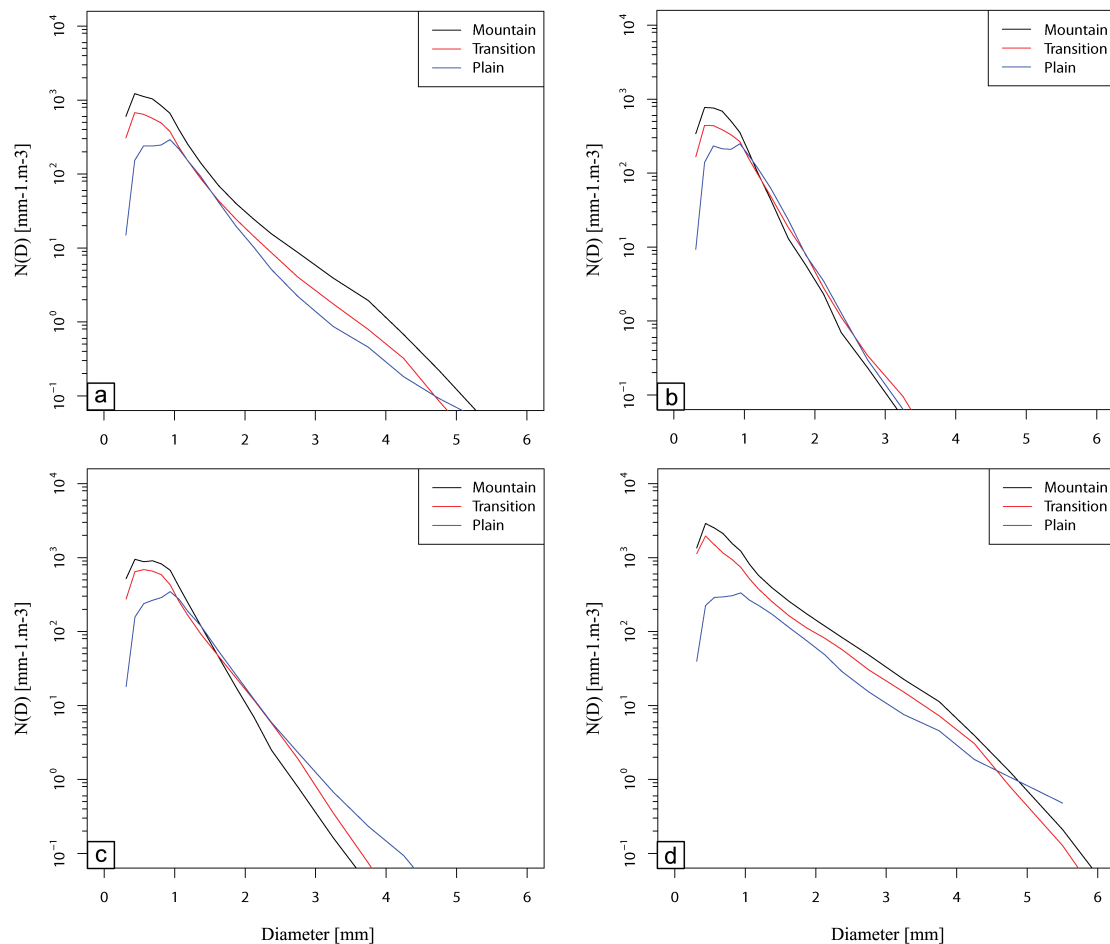 Mountain
Transition
Plain
N(D) [mm-1.m-3]
10^4
10^3
10^2
10^1
10^0
10^-1
a
0 1 2 3 4 5 6
Mountain
Transition
Plain
N(D) [mm-1.m-3]
10^4
10^3
10^2
10^1
10^0
10^-1
b
0 1 2 3 4 5 6
Mountain
Transition
Plain
N(D) [mm-1.m-3]
10^4
10^3
10^2
10^1
10^0
10^-1
c
0 1 2 3 4 5 6
Diameter [mm]
Mountain
Transition
Plain
N(D) [mm-1.m-3]
10^4
10^3
10^2
10^1
10^0
10^-1
d
0 1 2 3 4 5 6
Diameter [mm]